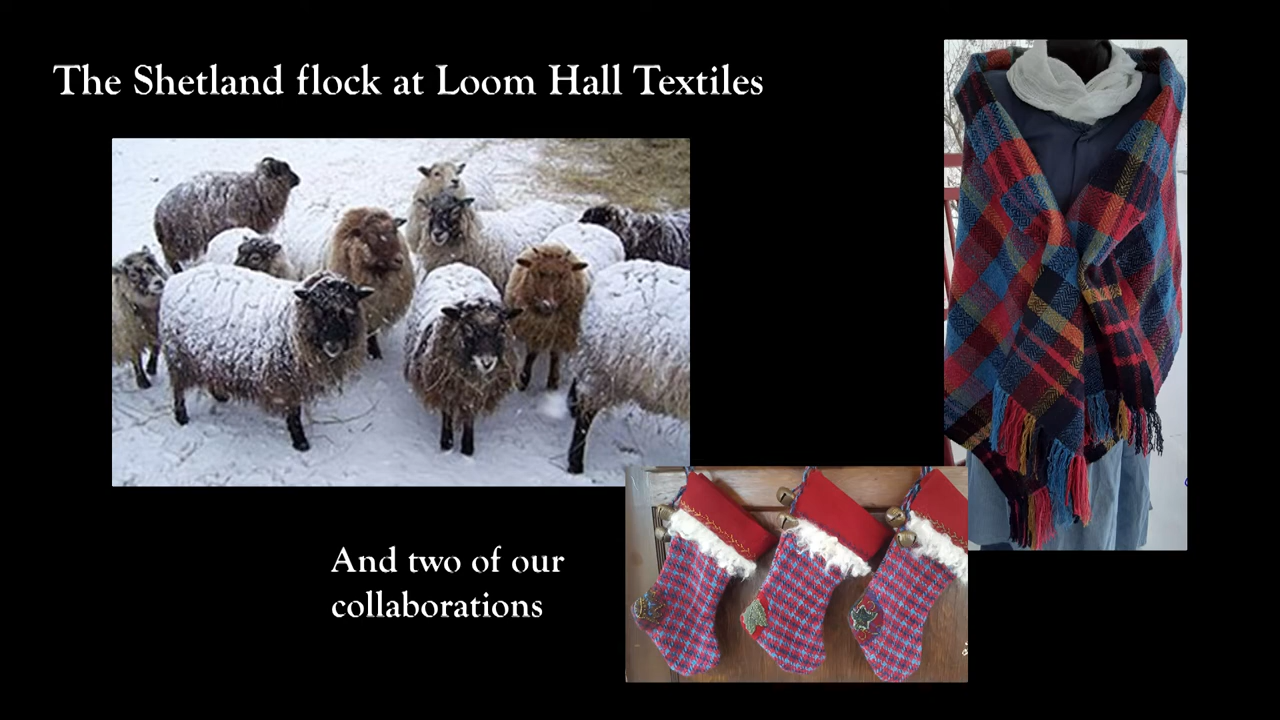 The Shetland flock at Loom Hall Textiles
And two of our
collaborations